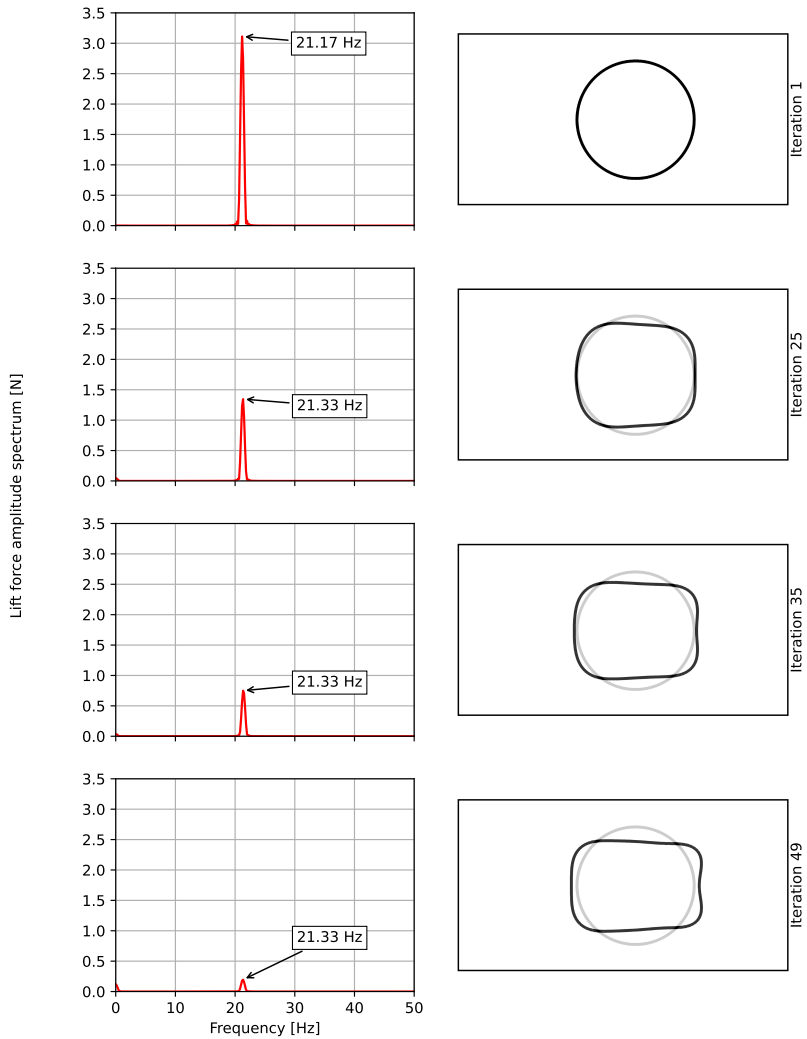 Lift force amplitude spectrum [N]
3.5
3.0
2.5
2.0
1.5
1.0
0.5
0.0
21.17 Hz
Iteration 1
3.5
3.0
2.5
2.0
1.5
1.0
0.5
0.0
21.33 Hz
Iteration 25
3.5
3.0
2.5
2.0
1.5
1.0
0.5
0.0
21.33 Hz
Iteration 35
3.5
3.0
2.5
2.0
1.5
1.0
0.5
0.0
21.33 Hz
Iteration 49
0 10 20 30 40 50
Frequency [Hz]